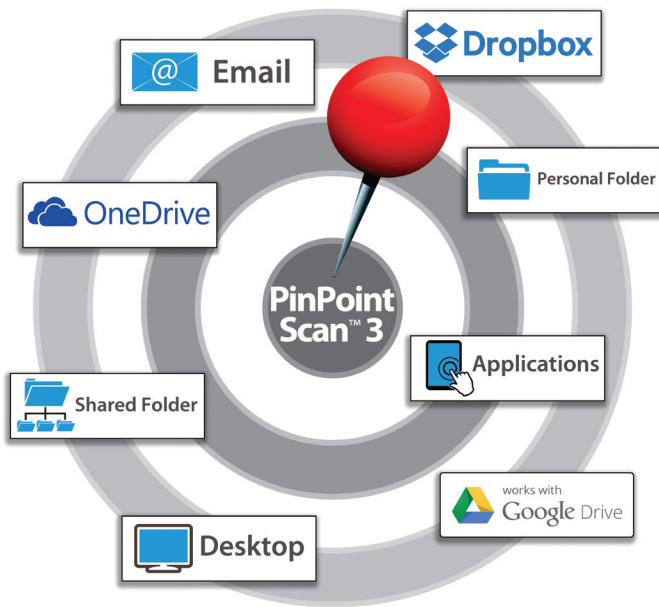 Dropbox
@ Email
Personal Folder
OneDrive
PinPoint
Scan™ 3
Applications
Shared Folder
works with
Google Drive
Desktop